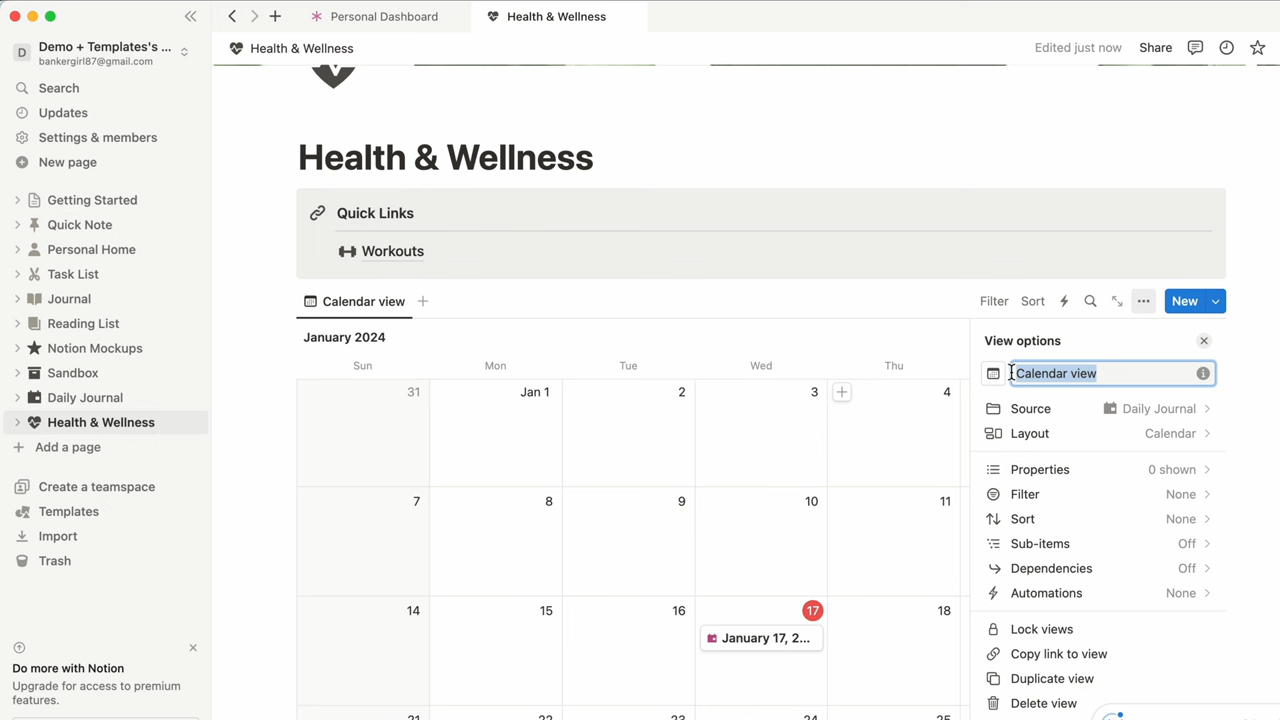 Personal Dashboard
Health & Wellness
D
Demo + Templates's ...
bankergirl87@gmail.com
Health & Wellness
Edited just now
Share
Search
Updates
Settings & members
New page
Getting Started
Quick Note
Personal Home
Task List
Journal
Reading List
Notion Mockups
Sandbox
Daily Journal
Health & Wellness
Add a page
Create a teamspace
Templates
Import
Trash
Do more with Notion
Upgrade for access to premium
features.
Health & Wellness
Quick Links
Workouts
Calendar view
Filter Sort New
January 2024
Sun Mon Tue Wed Thu
31 Jan 1 2 3 4
7 8 9 10 11
14 15 16 17 18
January 17, 2...
21 22 23 24 25
View options
Calendar view
Source Daily Journal
Layout Calendar
Properties 0 shown
Filter None
Sort None
Sub-items Off
Dependencies Off
Automations None
Lock views
Copy link to view
Duplicate view
Delete view